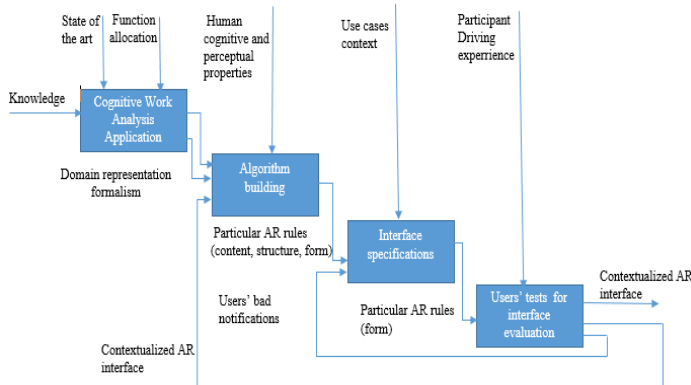 State of
the art
Function
allocation
Human
cognitive and
perceptual
properties
Use cases
context
Participant
Driving
experrience
Knowledge
Cognitive Work
Analysis
Application
Domain representation
formalism
Algorithm
building
Particular AR rules
(content, structure, form)
Interface
specifications
Users' bad
notifications
Particular AR rules
(form)
Users' tests for
interface
evaluation
Contextualized AR
interface
Contextualized AR
interface